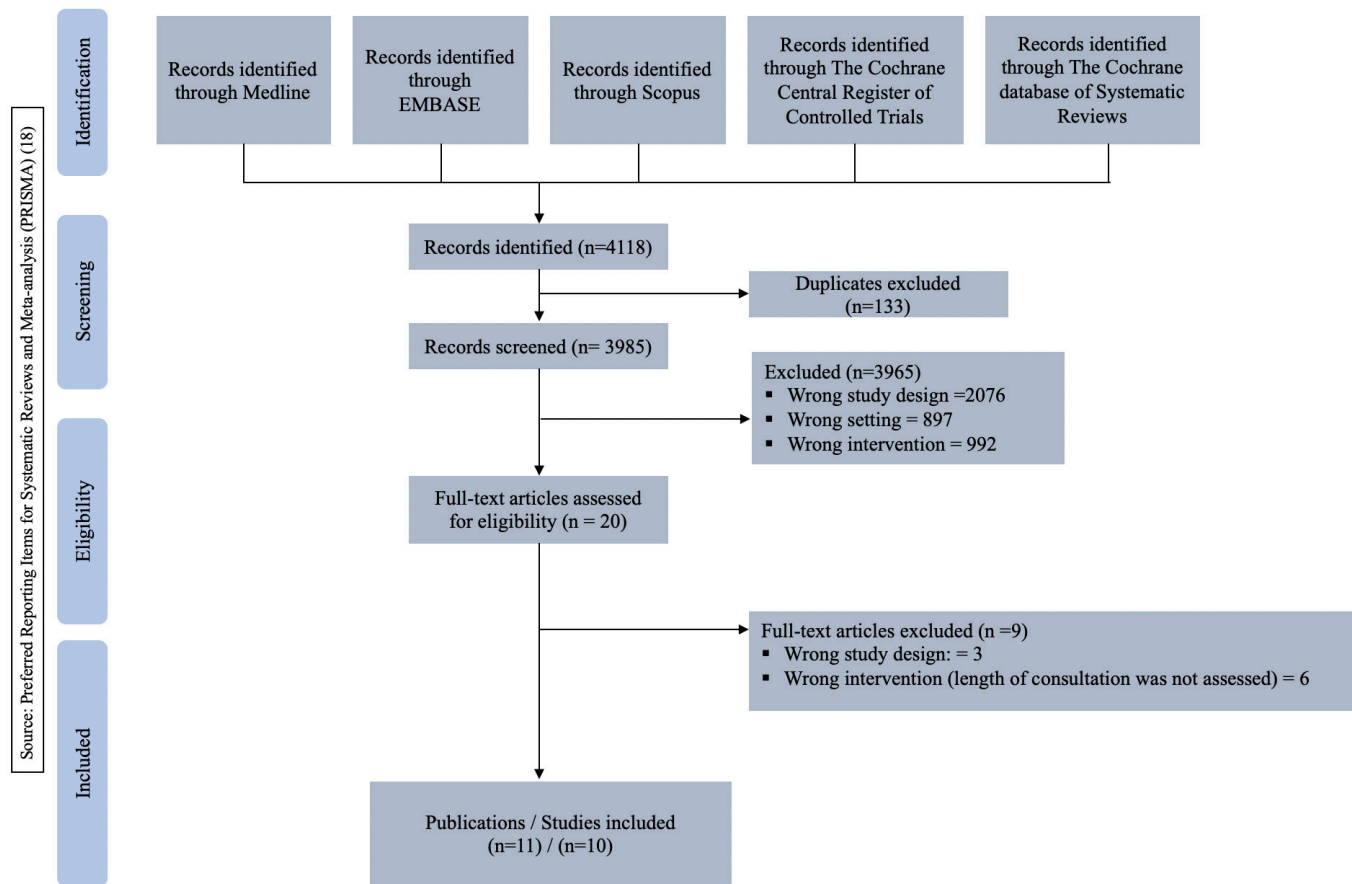 Source: Preferred Reporting Items for Systematic Reviews and Meta-analysis (PRISMA) (18)
Identification
Records identified
through Medline
Records identified
through
EMBASE
Records identified
through Scopus
Records identified
through The Cochrane
Central Register of
Controlled Trials
Records identified
through The Cochrane
database of Systematic
Reviews
Screening
Records identified (n=4118)
Duplicates excluded
(n=133)
Records screened (n= 3985)
Excluded (n=3965)
▪ Wrong study design =2076
▪ Wrong setting = 897
▪ Wrong intervention = 992
Eligibility
Full-text articles assessed
for eligibility (n = 20)
Full-text articles excluded (n =9)
▪ Wrong study design: = 3
▪ Wrong intervention (length of consultation was not assessed) = 6
Included
Publications / Studies included
(n=11) / (n=10)